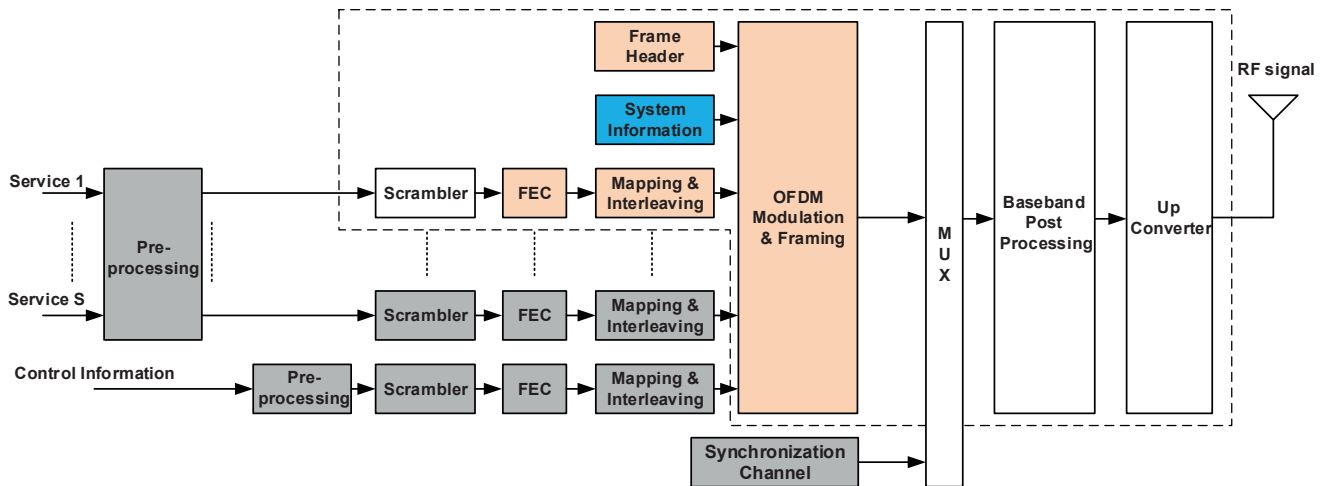 Frame
Header
System
Information
RF signal
Service 1
Pre-
processing
Scrambler
FEC
Mapping &
Interleaving
OFDM
Modulation
& Framing
M
U
X
Baseband
Post
Processing
Up
Converter
Service S
Scrambler
FEC
Mapping &
Interleaving
Control Information
Pre-
processing
Scrambler
FEC
Mapping &
Interleaving
Synchronization
Channel